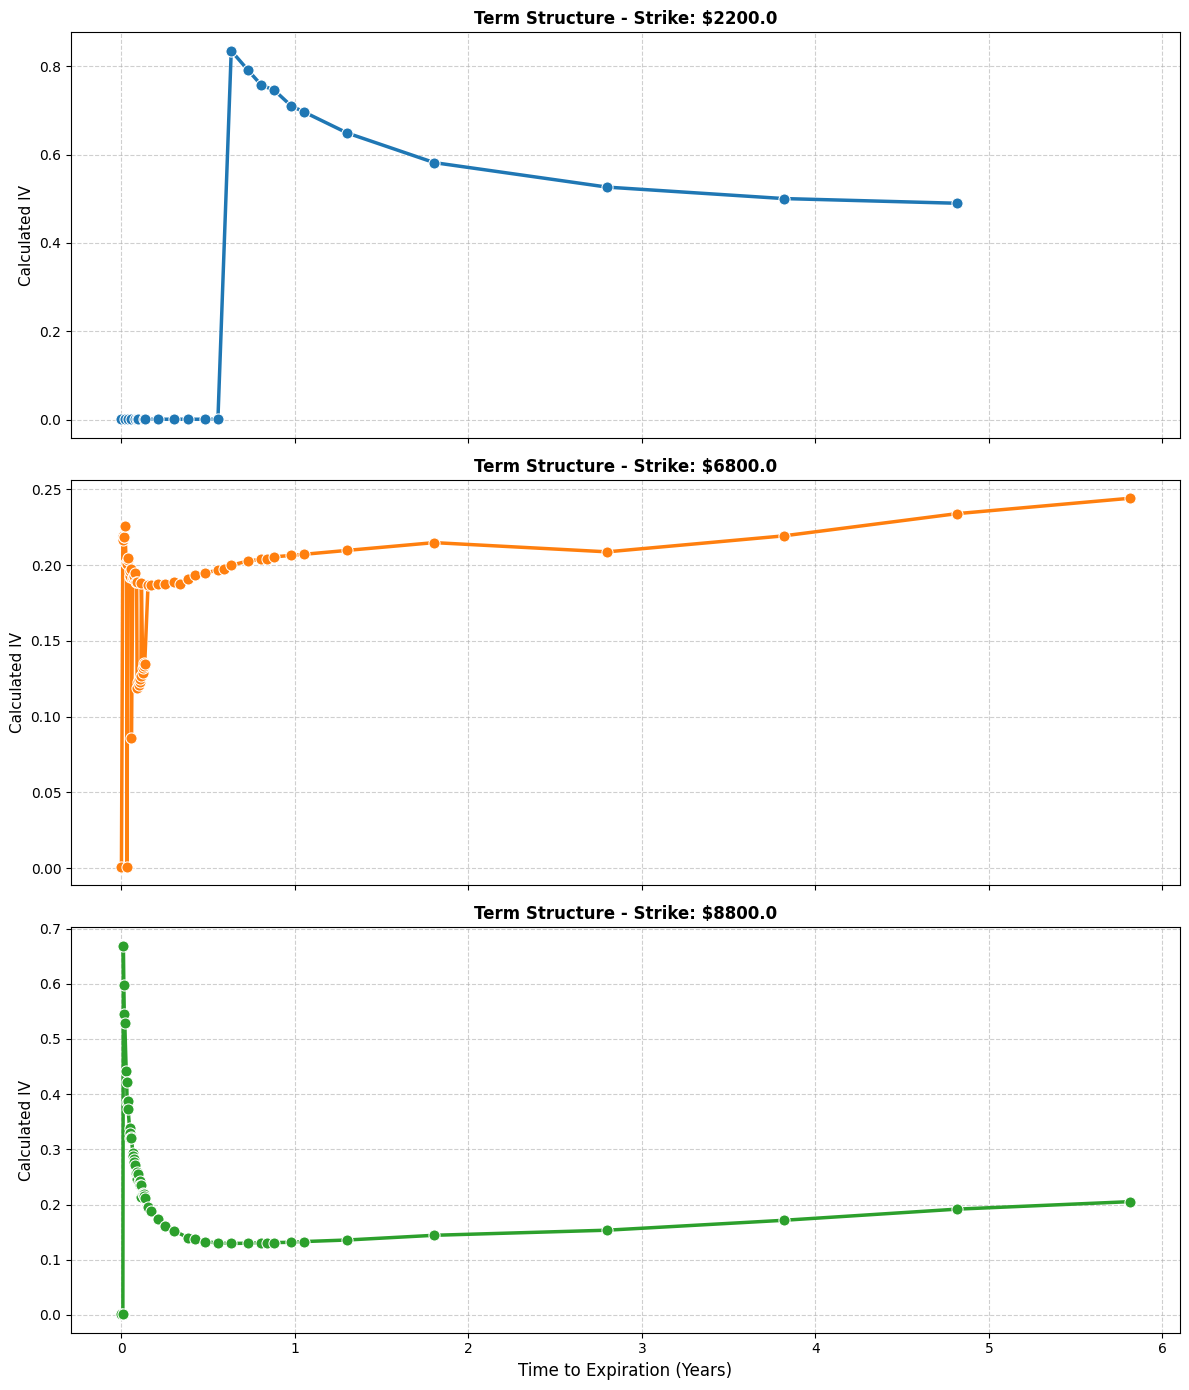 Term Structure - Strike: $2200.0
0.8
0.6
0.4
0.2
0.0
Calculated IV
Term Structure - Strike: $6800.0
0.25
0.20
0.15
0.10
0.05
0.00
Calculated IV
Term Structure - Strike: $8800.0
0.7
0.6
0.5
0.4
0.3
0.2
0.1
0.0
Calculated IV
0 1 2 3 4 5 6
Time to Expiration (Years)